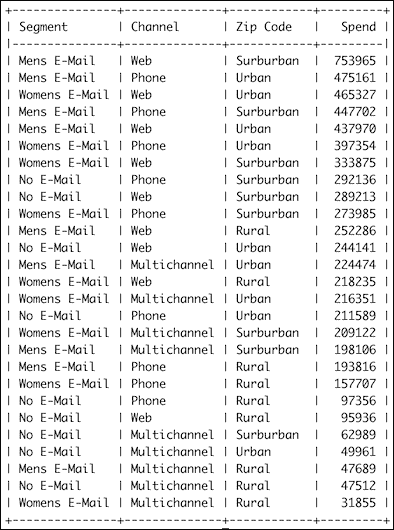 Segment | Channel | Zip Code | Spend
Mens E-Mail | Web | Surburban | 753965
Mens E-Mail | Phone | Urban | 475161
Womens E-Mail | Web | Urban | 465327
Mens E-Mail | Phone | Surburban | 447702
Mens E-Mail | Web | Urban | 437970
Womens E-Mail | Phone | Urban | 397354
Womens E-Mail | Web | Surburban | 333875
No E-Mail | Phone | Surburban | 292136
No E-Mail | Web | Surburban | 289213
Womens E-Mail | Phone | Surburban | 273985
Mens E-Mail | Web | Rural | 252286
No E-Mail | Web | Urban | 244141
Mens E-Mail | Multichannel | Urban | 224474
Womens E-Mail | Web | Rural | 218235
Womens E-Mail | Multichannel | Urban | 216351
No E-Mail | Phone | Urban | 211589
Womens E-Mail | Multichannel | Surburban | 209122
Mens E-Mail | Multichannel | Surburban | 198106
Mens E-Mail | Phone | Rural | 193816
Womens E-Mail | Phone | Rural | 157707
No E-Mail | Phone | Rural | 97356
No E-Mail | Web | Rural | 95936
No E-Mail | Multichannel | Surburban | 62989
No E-Mail | Multichannel | Urban | 49961
Mens E-Mail | Multichannel | Rural | 47689
No E-Mail | Multichannel | Rural | 47512
Womens E-Mail | Multichannel | Rural | 31855